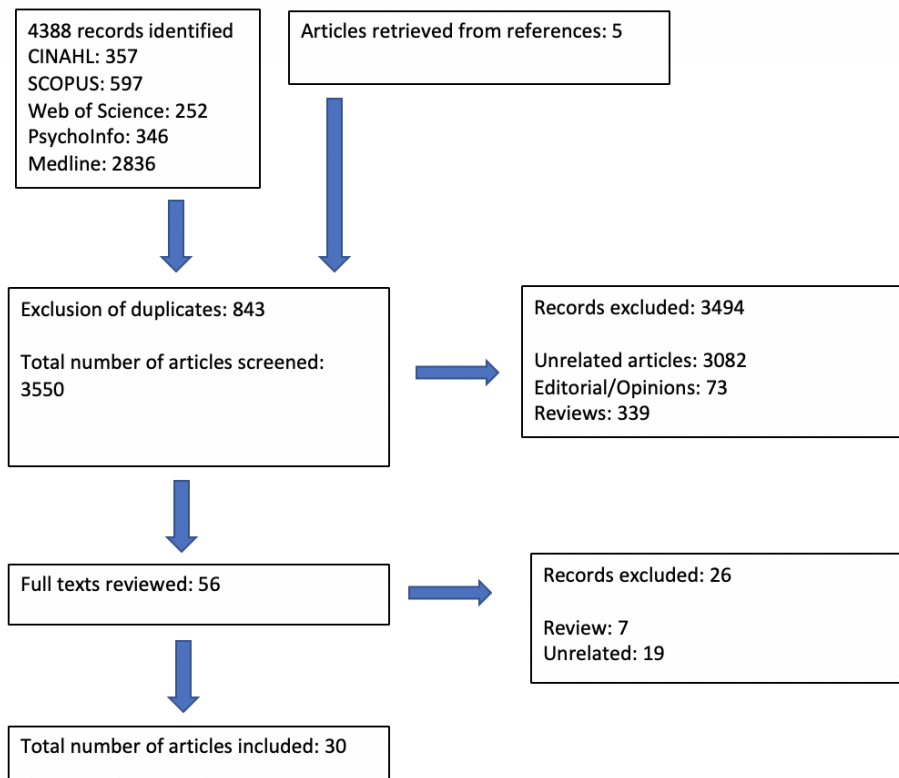 4388 records identified
CINAHL: 357
SCOPUS: 597
Web of Science: 252
PsychoInfo: 346
Medline: 2836
Articles retrieved from references: 5
Exclusion of duplicates: 843
Total number of articles screened:
3550
Records excluded: 3494
Unrelated articles: 3082
Editorial/Opinions: 73
Reviews: 339
Full texts reviewed: 56
Records excluded: 26
Review: 7
Unrelated: 19
Total number of articles included: 30